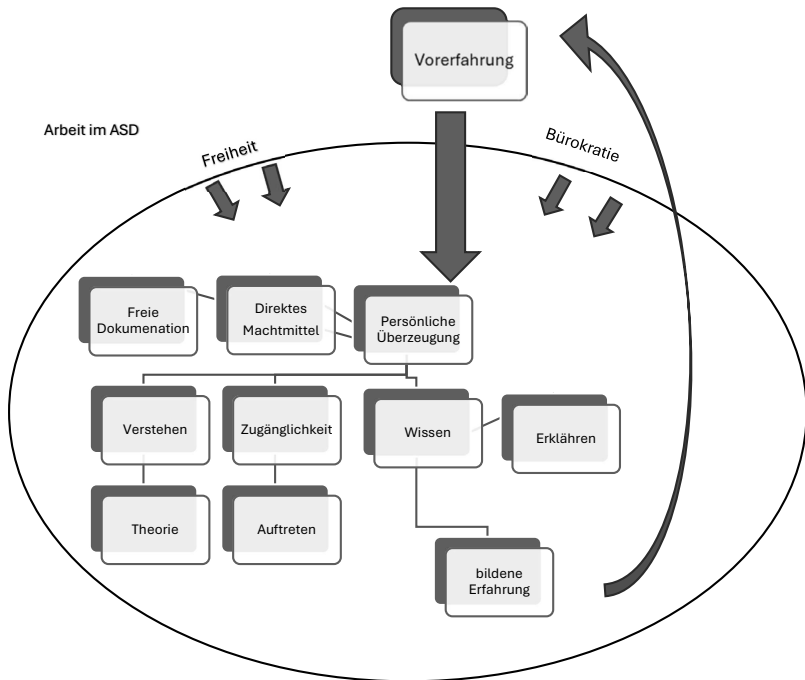 Vorerfahrung
Arbeit im ASD
Freiheit
Bürokratie
Freie
Dokumenation
Direktes
Machtmittel
Persönliche
Überzeugung
Verstehen
Zugänglichkeit
Wissen
Erklähren
Theorie
Auftreten
bildene
Erfahrung